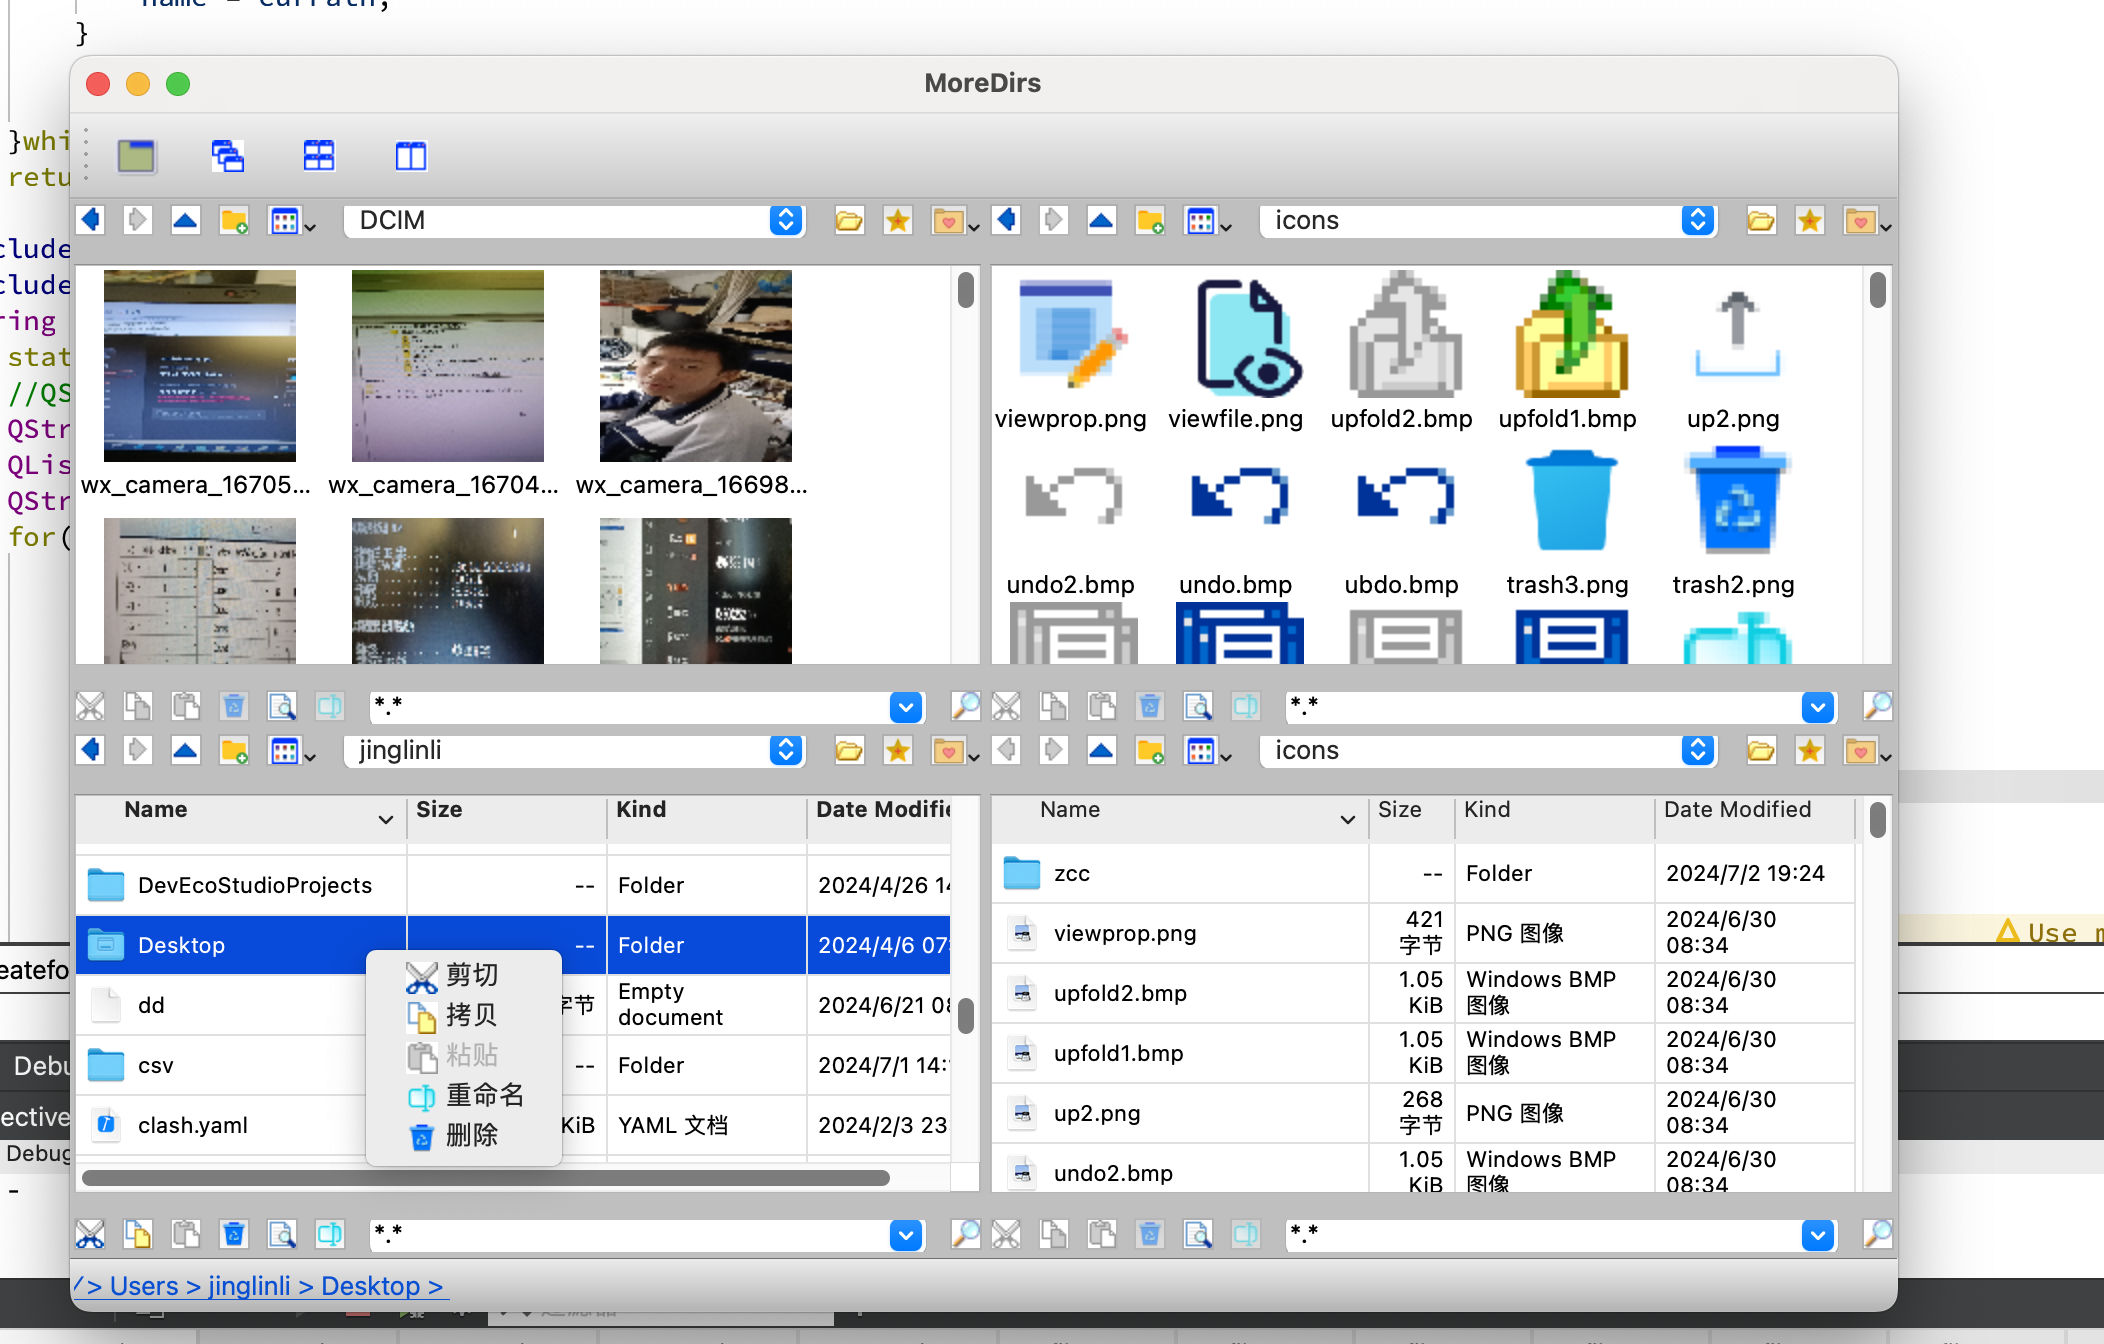 }
MoreDirs
}whi
retu
DCIM
icons
clude
clude
ring
stat
//QS
QStr
QLis
QStr
for(
wx_camera_16705...
wx_camera_16704...
wx_camera_16698...
viewprop.png
viewfile.png
upfold2.bmp
upfold1.bmp
up2.png
undo2.bmp
undo.bmp
ubdo.bmp
trash3.png
trash2.png
*.*
*.*
jinglinli
icons
Name
Size
Kind
Date Modifie
DevEcoStudioProjects
--
Folder
2024/4/26 14
Desktop
--
Folder
2024/4/6 07:
dd
字节
Empty
document
2024/6/21 08
csv
--
Folder
2024/7/1 14:
clash.yaml
KiB
YAML 文档
2024/2/3 23
剪切
拷贝
粘贴
重命名
删除
Name
Size
Kind
Date Modified
zcc
--
Folder
2024/7/2 19:24
viewprop.png
421
字节
PNG 图像
2024/6/30
08:34
upfold2.bmp
1.05
KiB
Windows BMP
图像
2024/6/30
08:34
upfold1.bmp
1.05
KiB
Windows BMP
图像
2024/6/30
08:34
up2.png
268
字节
PNG 图像
2024/6/30
08:34
undo2.bmp
1.05
KiB
Windows BMP
图像
2024/6/30
08:34
*.*
*.*
/> Users > jinglinli > Desktop >
Use m
eatefo
Debu
ective
Debug
-